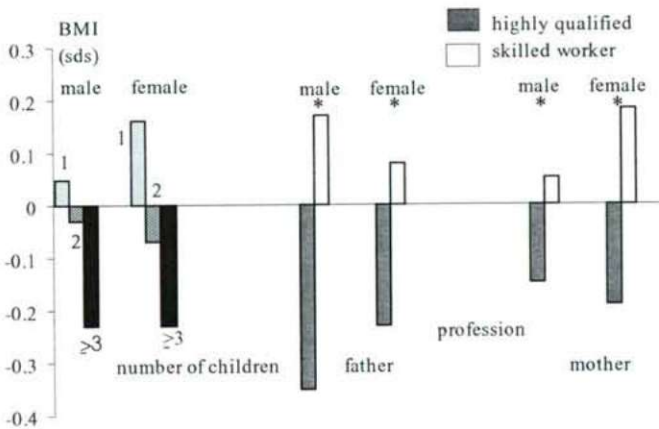 BMI
(sds)
highly qualified
skilled worker
0.3
0.2
0.1
0
-0.1
-0.2
-0.3
-0.4
male female
1
2
≥3
1
2
≥3
number of children
male female
* *
father
male female
* *
profession
mother